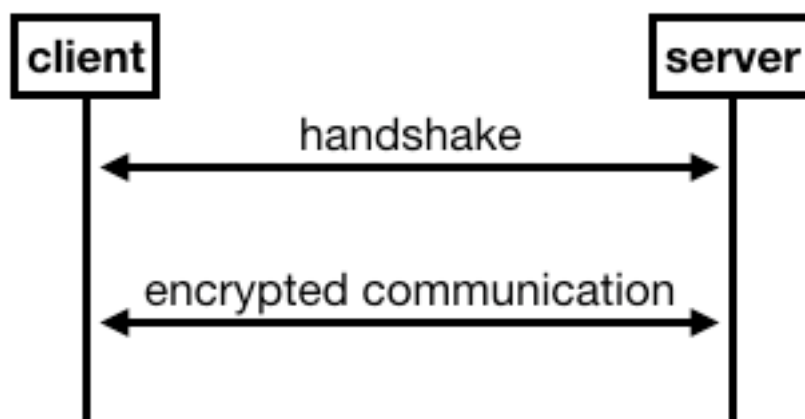 client
server
handshake
encrypted communication